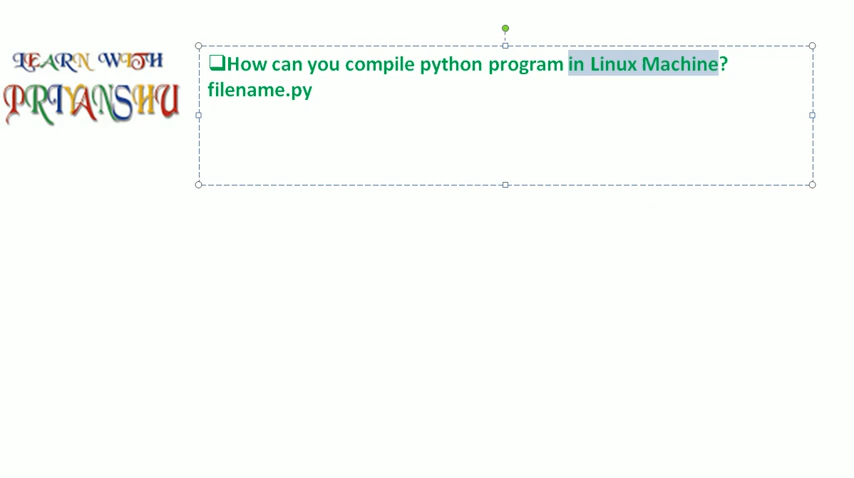 LEARN WITH
PRIYANSHU
❑How can you compile python program in Linux Machine?
filename.py